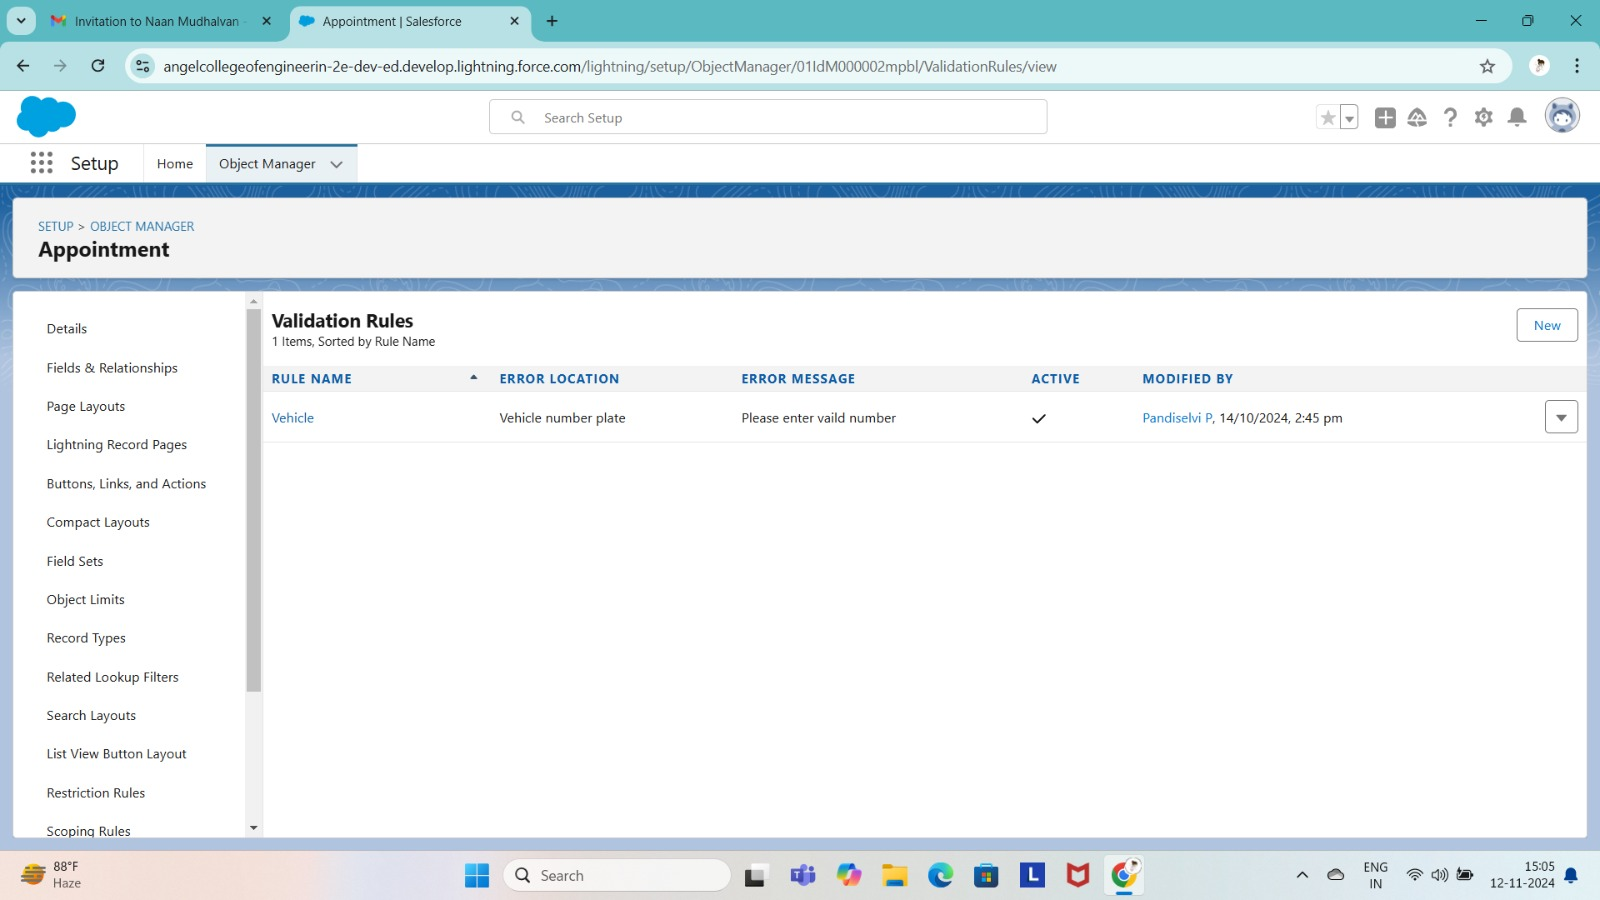 Invitation to Naan Mudhalvan
Appointment | Salesforce
angelcollegeofengineerin-2e-dev-ed.develop.lightning.force.com/lightning/setup/ObjectManager/01IdM000002mpbl/ValidationRules/view
Search Setup
Setup
Home
Object Manager
SETUP > OBJECT MANAGER
Appointment
Details
Fields & Relationships
Page Layouts
Lightning Record Pages
Buttons, Links, and Actions
Compact Layouts
Field Sets
Object Limits
Record Types
Related Lookup Filters
Search Layouts
List View Button Layout
Restriction Rules
Scoping Rules
Validation Rules
1 Items, Sorted by Rule Name
New
RULE NAME ERROR LOCATION ERROR MESSAGE ACTIVE MODIFIED BY
Vehicle Vehicle number plate Please enter vaild number Pandiselvi P, 14/10/2024, 2:45 pm
88°F
Haze
Search
L
ENG
IN
15:05
12-11-2024